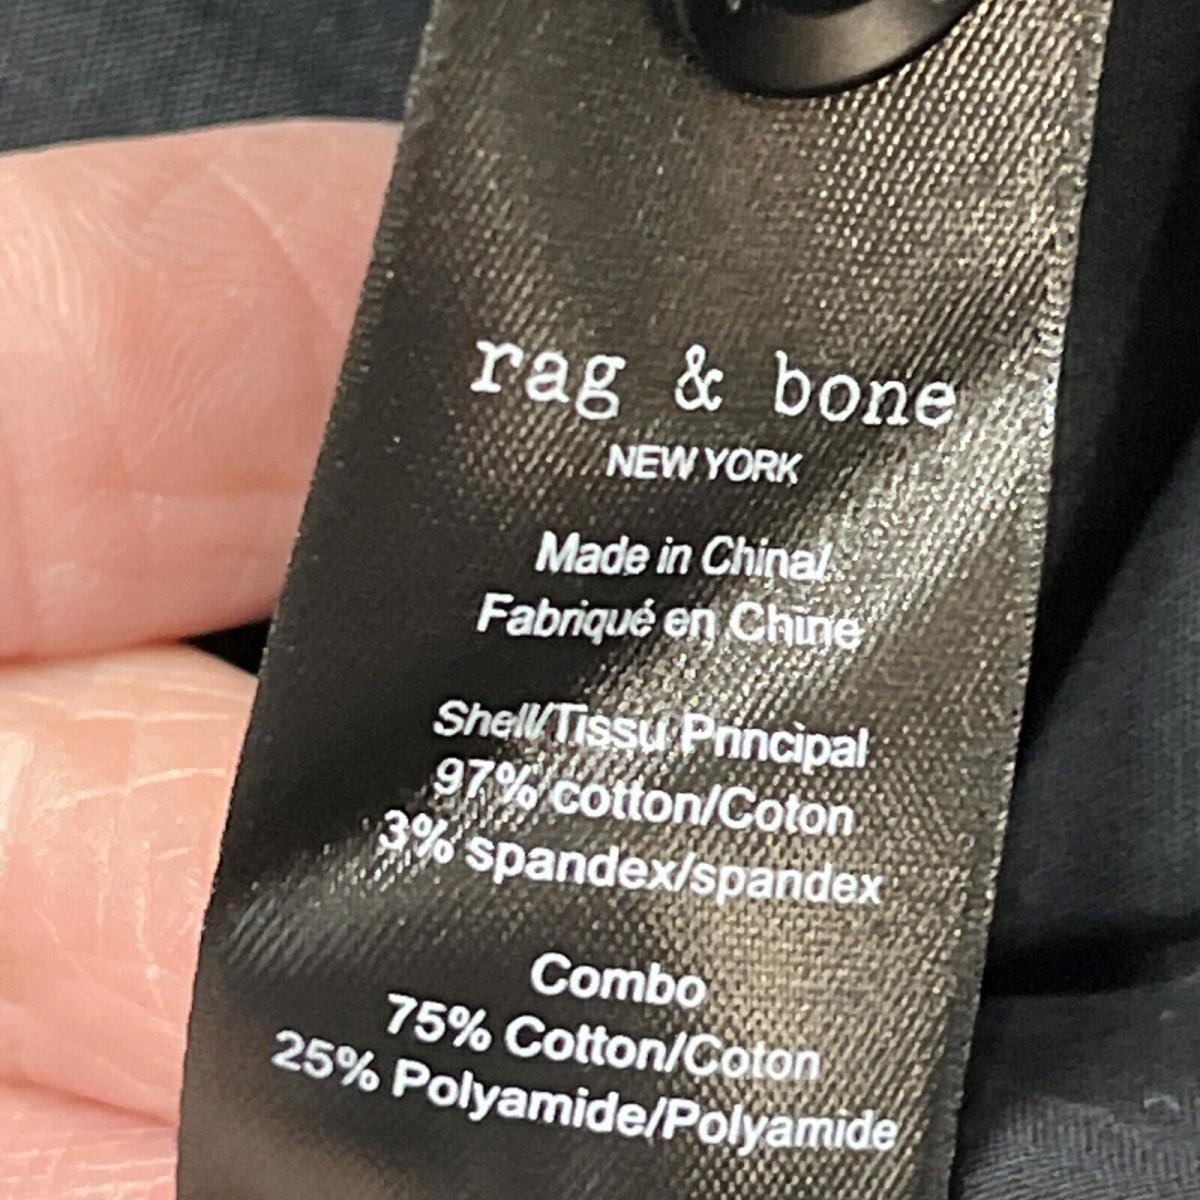 rag & bone
NEW YORK
Made in China/
Fabriqué en Chine
Shell/Tissu Principal
97% cotton/Coton
3% spandex/spandex
Combo
75% Cotton/Coton
25% Polyamide/Polyamide